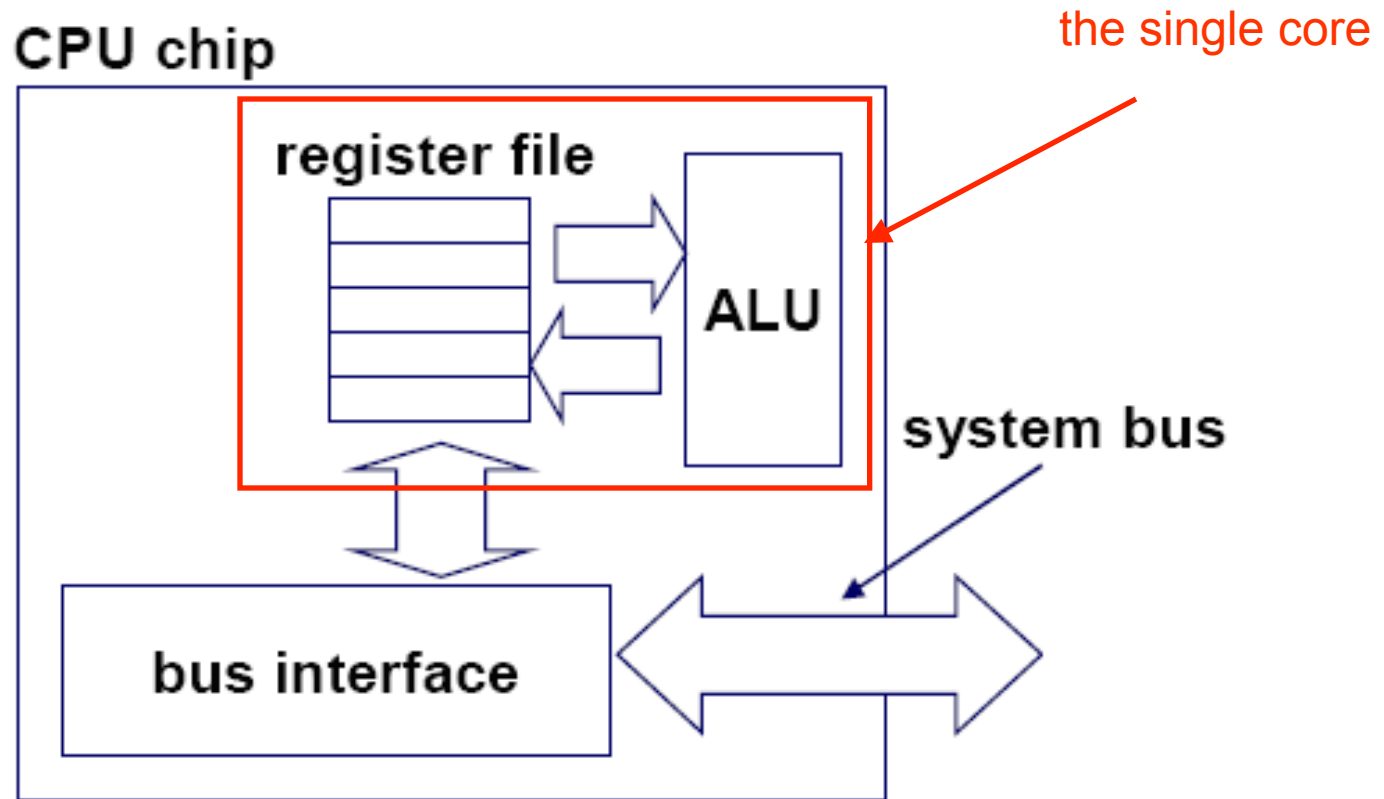 the single core
CPU chip
register file
ALU
system bus
bus interface